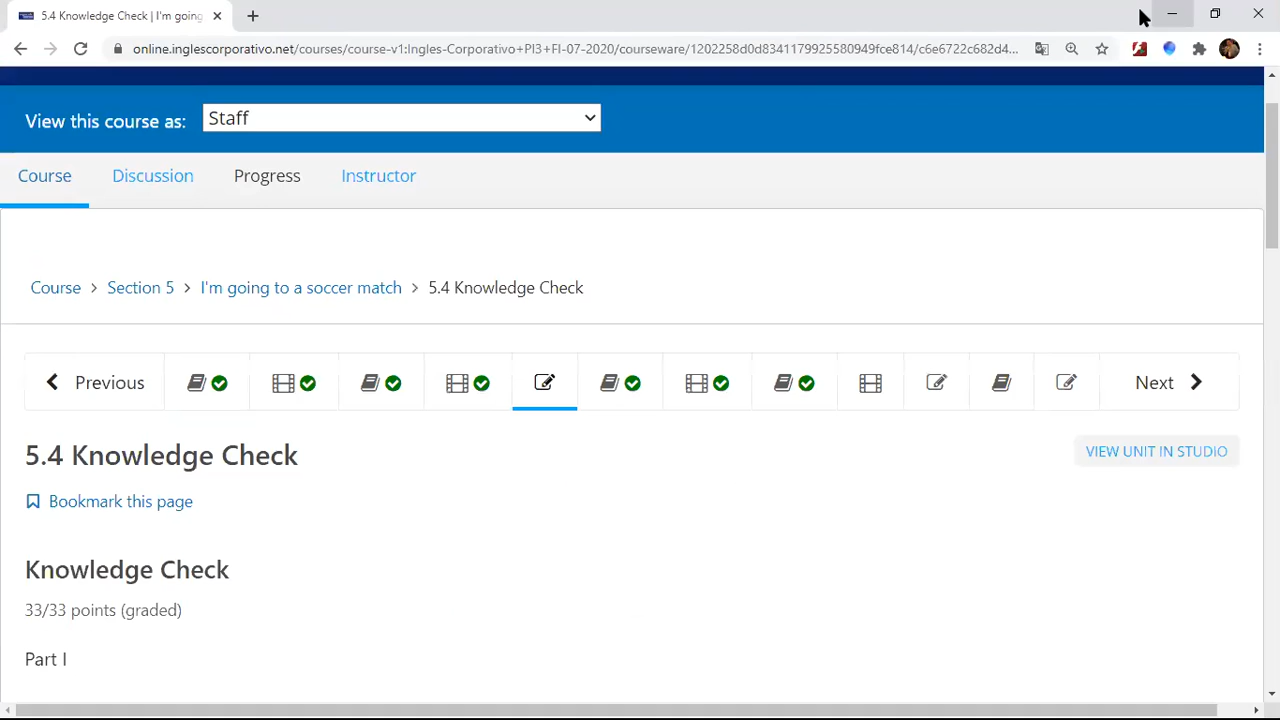 5.4 Knowledge Check | I'm going
online.inglescorporativo.net/courses/course-v1:Ingles-Corporativo+PI3+FI-07-2020/courseware/1202258d0d8341179925580949fce814/c6e6722c682d4...
View this course as: Staff
Course Discussion Progress Instructor
Course > Section 5 > I'm going to a soccer match > 5.4 Knowledge Check
Previous Next
5.4 Knowledge Check
VIEW UNIT IN STUDIO
Bookmark this page
Knowledge Check
33/33 points (graded)
Part I